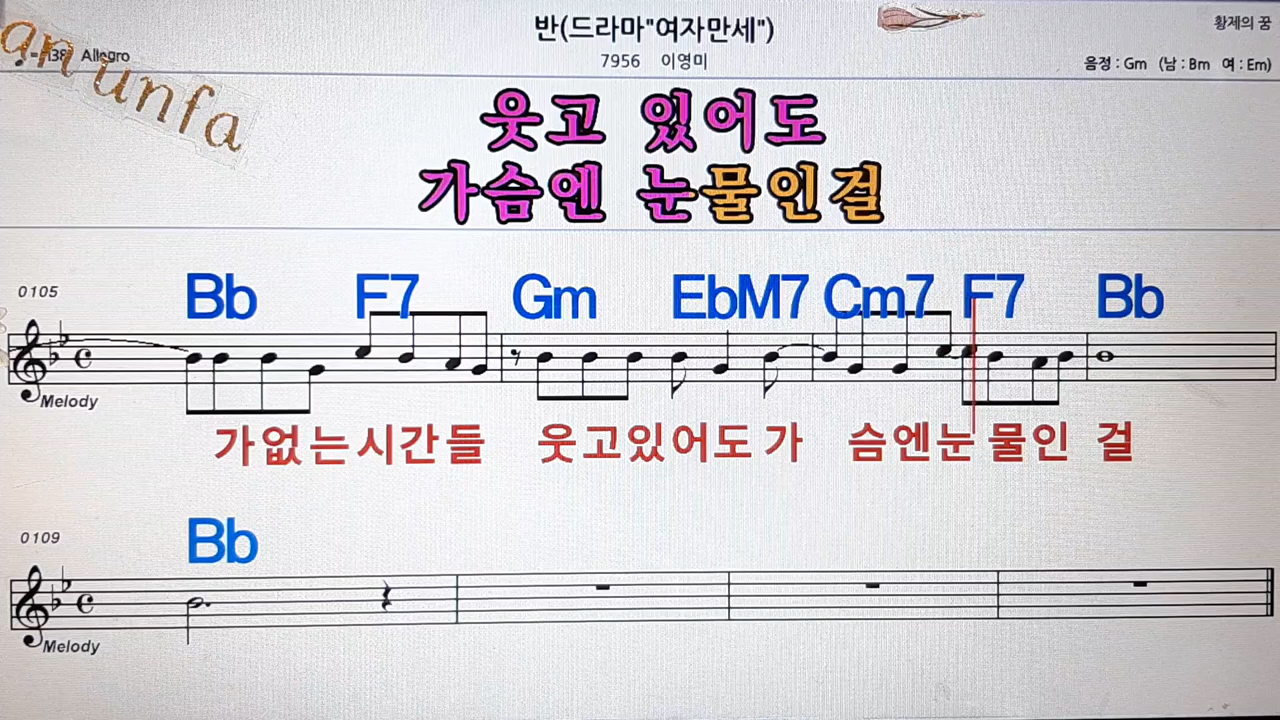 반(드라마"여자만세")
황제의 꿈
7956 이영미
Allegro
음정 : Gm (남 : Bm 여 : Em)
an unfa
웃고 있어도
가슴엔 눈물인걸
0105
Bb F7 Gm EbM7 Cm7 F7 Bb
Melody
가없는시간들 웃고있어도 가 슴엔눈 물인 걸
0109
Bb
Melody